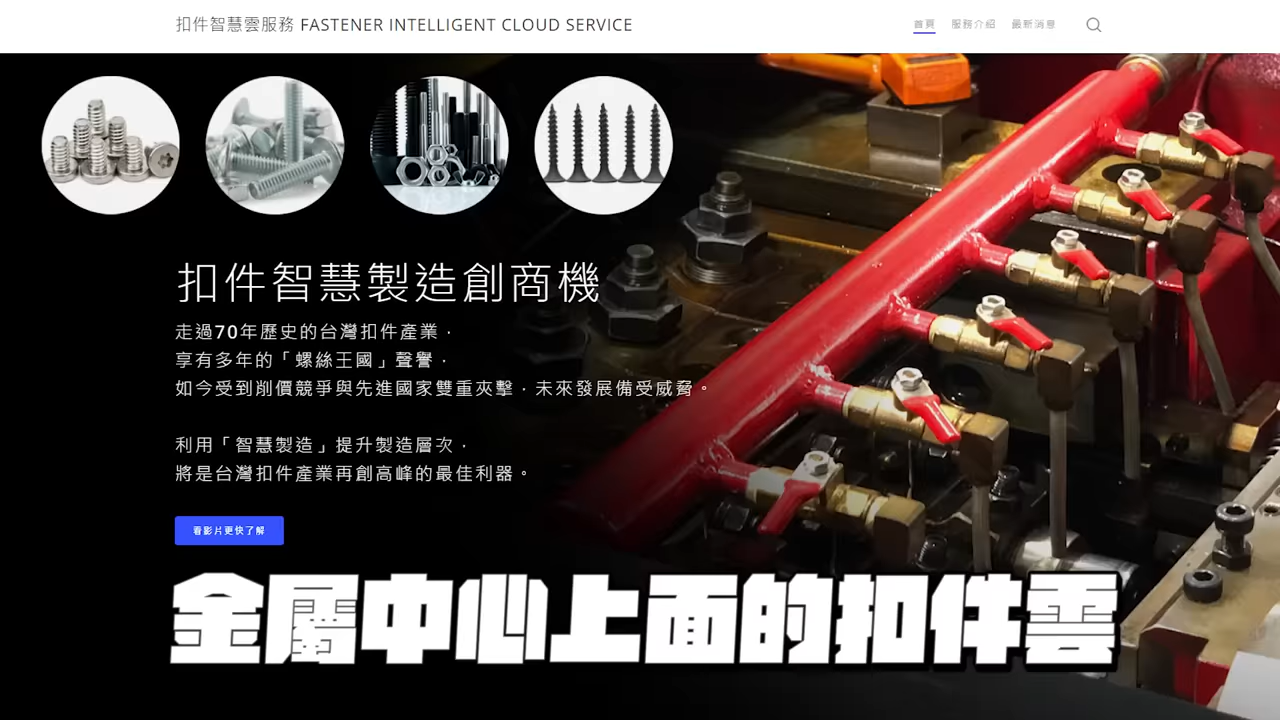 扣件智慧雲服務 FASTENER INTELLIGENT CLOUD SERVICE
首頁 服務介紹 最新消息
扣件智慧製造創商機
走過70年歷史的台灣扣件產業，
享有多年的「螺絲王國」聲譽，
如今受到削價競爭與先進國家雙重夾擊，未來發展備受威脅。
利用「智慧製造」提升製造層次，
將是台灣扣件產業再創高峰的最佳利器。
看影片更快了解
金屬中心上面的扣件雲